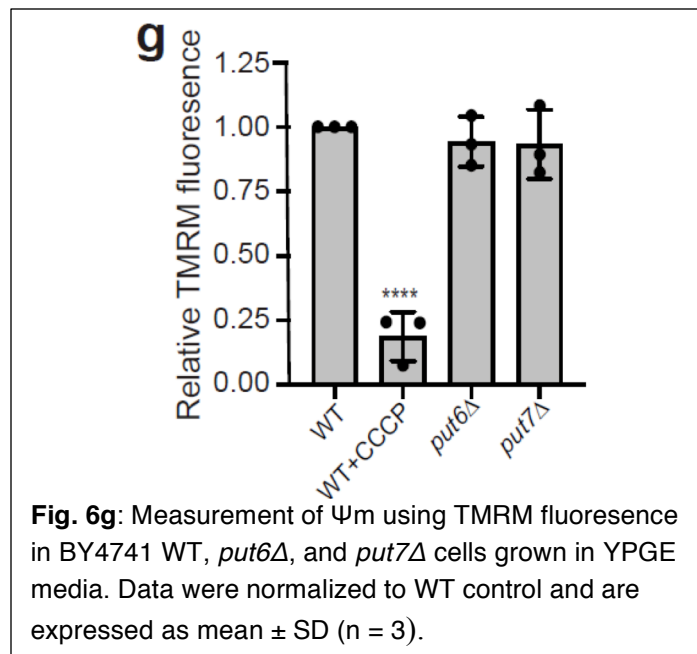 g
Relative TMRM fluoresence
1.25
1.00
0.75
0.50
0.25
0.00
****
WT
WT+CCCP
put6Δ
put7Δ
Fig. 6g: Measurement of Ψm using TMRM fluoresence
in BY4741 WT, put6Δ, and put7Δ cells grown in YPGE
media. Data were normalized to WT control and are
expressed as mean ± SD (n = 3).